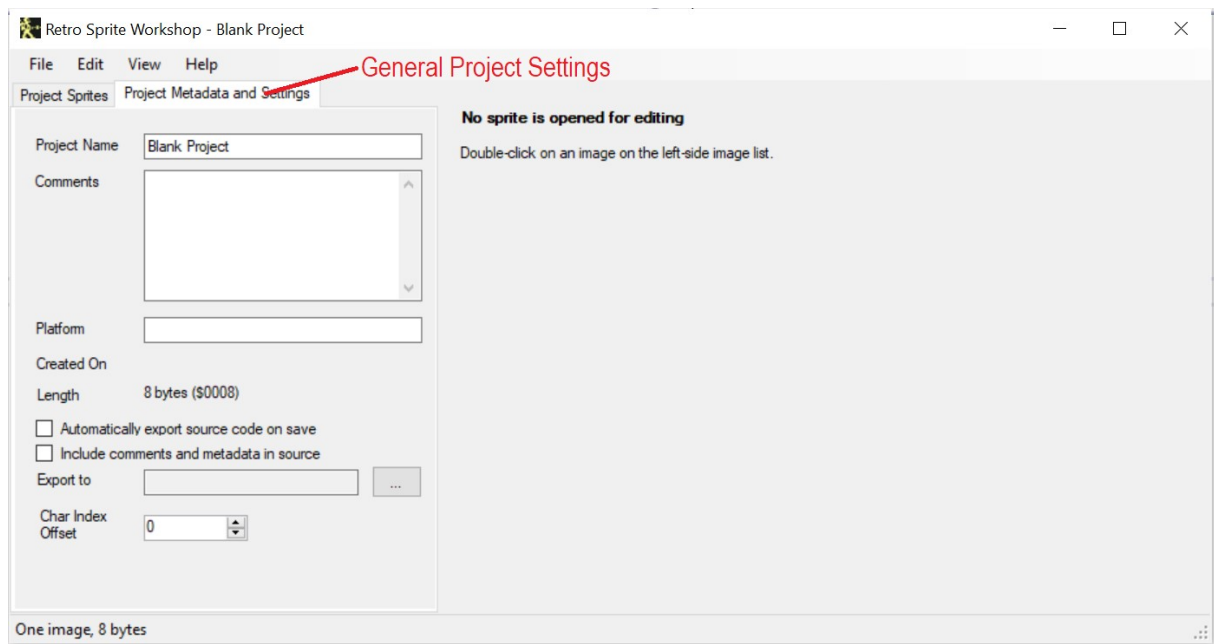 Retro Sprite Workshop - Blank Project
File Edit View Help
General Project Settings
Project Sprites Project Metadata and Settings
No sprite is opened for editing
Project Name Blank Project
Double-click on an image on the left-side image list.
Comments
Platform
Created On
Length 8 bytes ($0008)
Automatically export source code on save
Include comments and metadata in source
Export to ...
Char Index
Offset 0
One image, 8 bytes